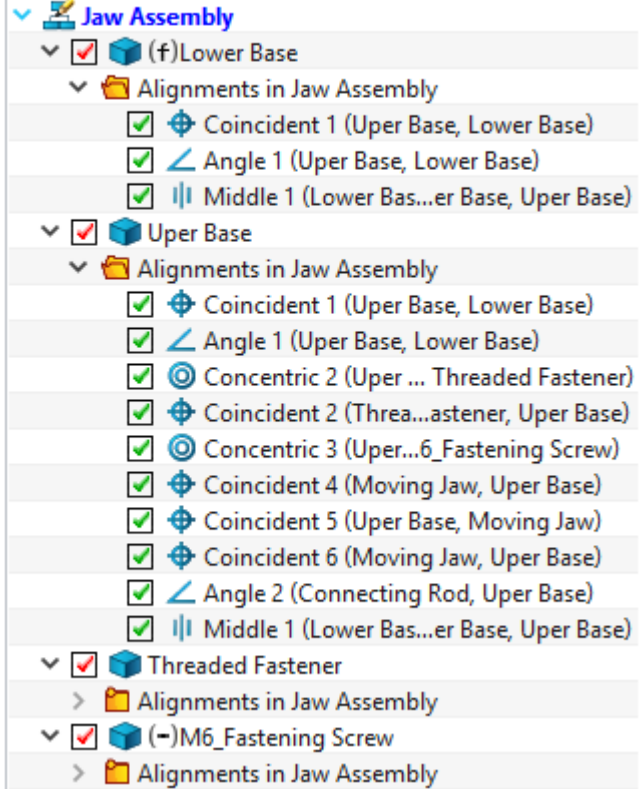 Jaw Assembly
(f)Lower Base
Alignments in Jaw Assembly
Coincident 1 (Uper Base, Lower Base)
Angle 1 (Uper Base, Lower Base)
Middle 1 (Lower Bas...er Base, Uper Base)
Uper Base
Alignments in Jaw Assembly
Coincident 1 (Uper Base, Lower Base)
Angle 1 (Uper Base, Lower Base)
Concentric 2 (Uper ... Threaded Fastener)
Coincident 2 (Threa...astener, Uper Base)
Concentric 3 (Uper...6_Fastening Screw)
Coincident 4 (Moving Jaw, Uper Base)
Coincident 5 (Uper Base, Moving Jaw)
Coincident 6 (Moving Jaw, Uper Base)
Angle 2 (Connecting Rod, Uper Base)
Middle 1 (Lower Bas...er Base, Uper Base)
Threaded Fastener
Alignments in Jaw Assembly
(-)M6_Fastening Screw
Alignments in Jaw Assembly